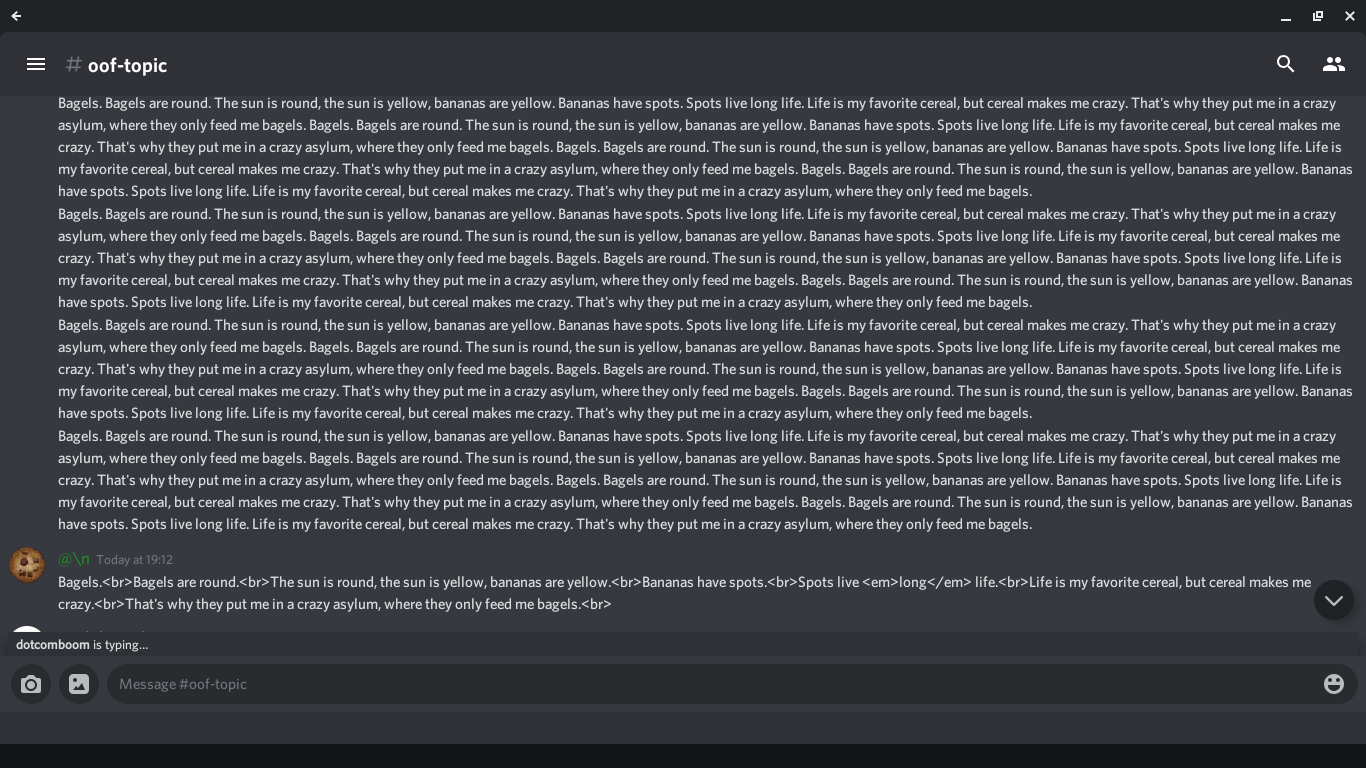 # oof-topic
Bagels. Bagels are round. The sun is round, the sun is yellow, bananas are yellow. Bananas have spots. Spots live long life. Life is my favorite cereal, but cereal makes me crazy. That's why they put me in a crazy
asylum, where they only feed me bagels. Bagels. Bagels are round. The sun is round, the sun is yellow, bananas are yellow. Bananas have spots. Spots live long life. Life is my favorite cereal, but cereal makes me
crazy. That's why they put me in a crazy asylum, where they only feed me bagels. Bagels. Bagels are round. The sun is round, the sun is yellow, bananas are yellow. Bananas have spots. Spots live long life. Life is
my favorite cereal, but cereal makes me crazy. That's why they put me in a crazy asylum, where they only feed me bagels. Bagels. Bagels are round. The sun is round, the sun is yellow, bananas are yellow. Bananas
have spots. Spots live long life. Life is my favorite cereal, but cereal makes me crazy. That's why they put me in a crazy asylum, where they only feed me bagels.
Bagels. Bagels are round. The sun is round, the sun is yellow, bananas are yellow. Bananas have spots. Spots live long life. Life is my favorite cereal, but cereal makes me crazy. That's why they put me in a crazy
asylum, where they only feed me bagels. Bagels. Bagels are round. The sun is round, the sun is yellow, bananas are yellow. Bananas have spots. Spots live long life. Life is my favorite cereal, but cereal makes me
crazy. That's why they put me in a crazy asylum, where they only feed me bagels. Bagels. Bagels are round. The sun is round, the sun is yellow, bananas are yellow. Bananas have spots. Spots live long life. Life is
my favorite cereal, but cereal makes me crazy. That's why they put me in a crazy asylum, where they only feed me bagels. Bagels. Bagels are round. The sun is round, the sun is yellow, bananas are yellow. Bananas
have spots. Spots live long life. Life is my favorite cereal, but cereal makes me crazy. That's why they put me in a crazy asylum, where they only feed me bagels.
Bagels. Bagels are round. The sun is round, the sun is yellow, bananas are yellow. Bananas have spots. Spots live long life. Life is my favorite cereal, but cereal makes me crazy. That's why they put me in a crazy
asylum, where they only feed me bagels. Bagels. Bagels are round. The sun is round, the sun is yellow, bananas are yellow. Bananas have spots. Spots live long life. Life is my favorite cereal, but cereal makes me
crazy. That's why they put me in a crazy asylum, where they only feed me bagels. Bagels. Bagels are round. The sun is round, the sun is yellow, bananas are yellow. Bananas have spots. Spots live long life. Life is
my favorite cereal, but cereal makes me crazy. That's why they put me in a crazy asylum, where they only feed me bagels. Bagels. Bagels are round. The sun is round, the sun is yellow, bananas are yellow. Bananas
have spots. Spots live long life. Life is my favorite cereal, but cereal makes me crazy. That's why they put me in a crazy asylum, where they only feed me bagels.
Bagels. Bagels are round. The sun is round, the sun is yellow, bananas are yellow. Bananas have spots. Spots live long life. Life is my favorite cereal, but cereal makes me crazy. That's why they put me in a crazy
asylum, where they only feed me bagels. Bagels. Bagels are round. The sun is round, the sun is yellow, bananas are yellow. Bananas have spots. Spots live long life. Life is my favorite cereal, but cereal makes me
crazy. That's why they put me in a crazy asylum, where they only feed me bagels. Bagels. Bagels are round. The sun is round, the sun is yellow, bananas are yellow. Bananas have spots. Spots live long life. Life is
my favorite cereal, but cereal makes me crazy. That's why they put me in a crazy asylum, where they only feed me bagels. Bagels. Bagels are round. The sun is round, the sun is yellow, bananas are yellow. Bananas
have spots. Spots live long life. Life is my favorite cereal, but cereal makes me crazy. That's why they put me in a crazy asylum, where they only feed me bagels.
@\n Today at 19:12
Bagels.<br>Bagels are round.<br>The sun is round, the sun is yellow, bananas are yellow.<br>Bananas have spots.<br>Spots live <em>long</em> life.<br>Life is my favorite cereal, but cereal makes me
crazy.<br>That's why they put me in a crazy asylum, where they only feed me bagels.<br>
dotcomboom is typing...
Message #oof-topic